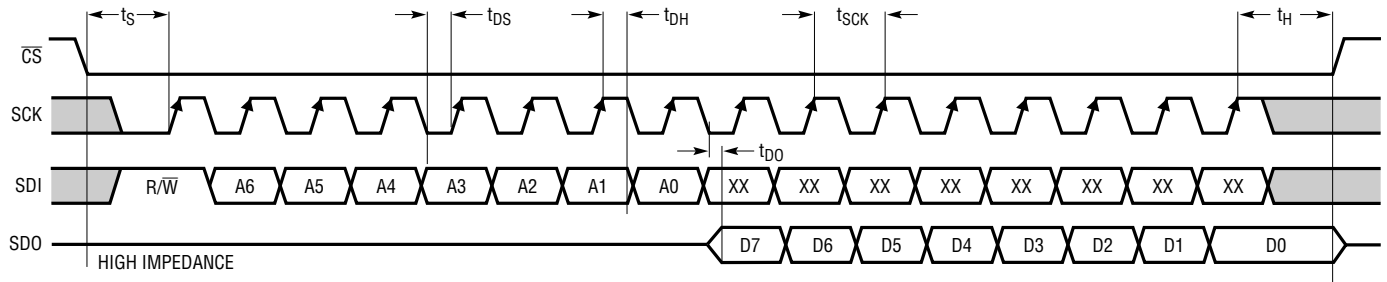 tS tDS tDH tSCK tH
CS
SCK
tDO
SDI R/W A6 A5 A4 A3 A2 A1 A0 XX XX XX XX XX XX XX XX
SDO D7 D6 D5 D4 D3 D2 D1 D0
HIGH IMPEDANCE